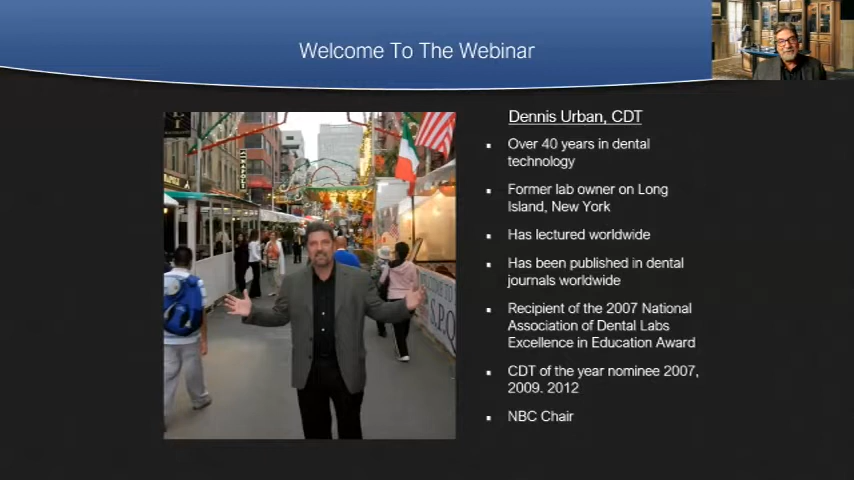 Welcome To The Webinar
Dennis Urban, CDT
Over 40 years in dental
technology
Former lab owner on Long
Island, New York
Has lectured worldwide
Has been published in dental
journals worldwide
Recipient of the 2007 National
Association of Dental Labs
Excellence in Education Award
CDT of the year nominee 2007,
2009. 2012
NBC Chair
S.P.Q